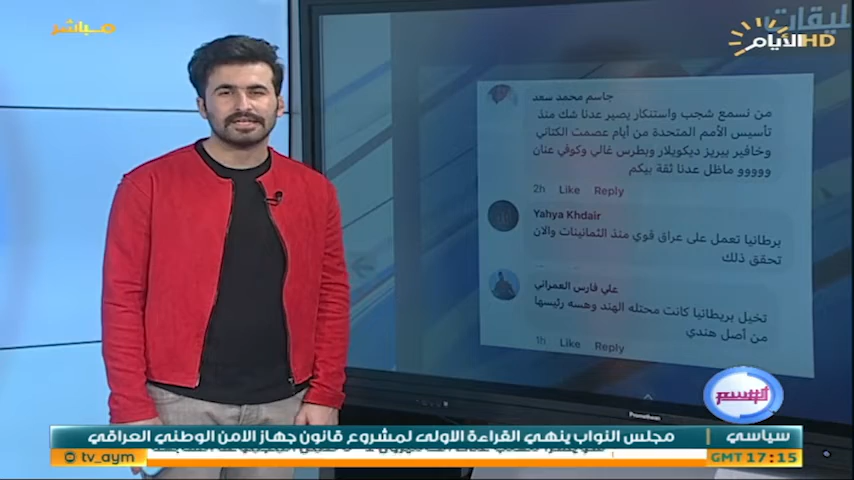 مباشر
تعليقات
الأيام HD
جاسم محمد سعد
من نسمع شجب واستنكار يصير عدنا شك منذ
تأسيس الأمم المتحدة من أيام عصمت الكتاني
وخافير بيريز ديكويلار وبطرس غالي وكوفي عنان
ووووو ماظل عدنا ثقة بيكم
2h Like Reply
Yahya Khdair
برطانيا تعمل على عراق قوي منذ الثمانينات والان
تحقق ذلك
علي فارس العمراني
تخيل بريطانيا كانت محتله الهند وهسه رئيسها
من أصل هندي
1h Like Reply
Promethean
سياسي | مجلس النواب ينهي القراءة الاولى لمشروع قانون جهاز الامن الوطني العراقي
tv_aym
GMT 17:15